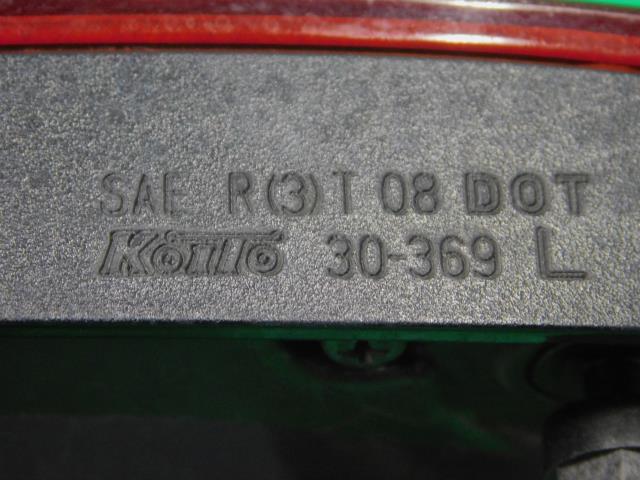 SAE R(3)T 08 DOT
KOITO 30-369 L